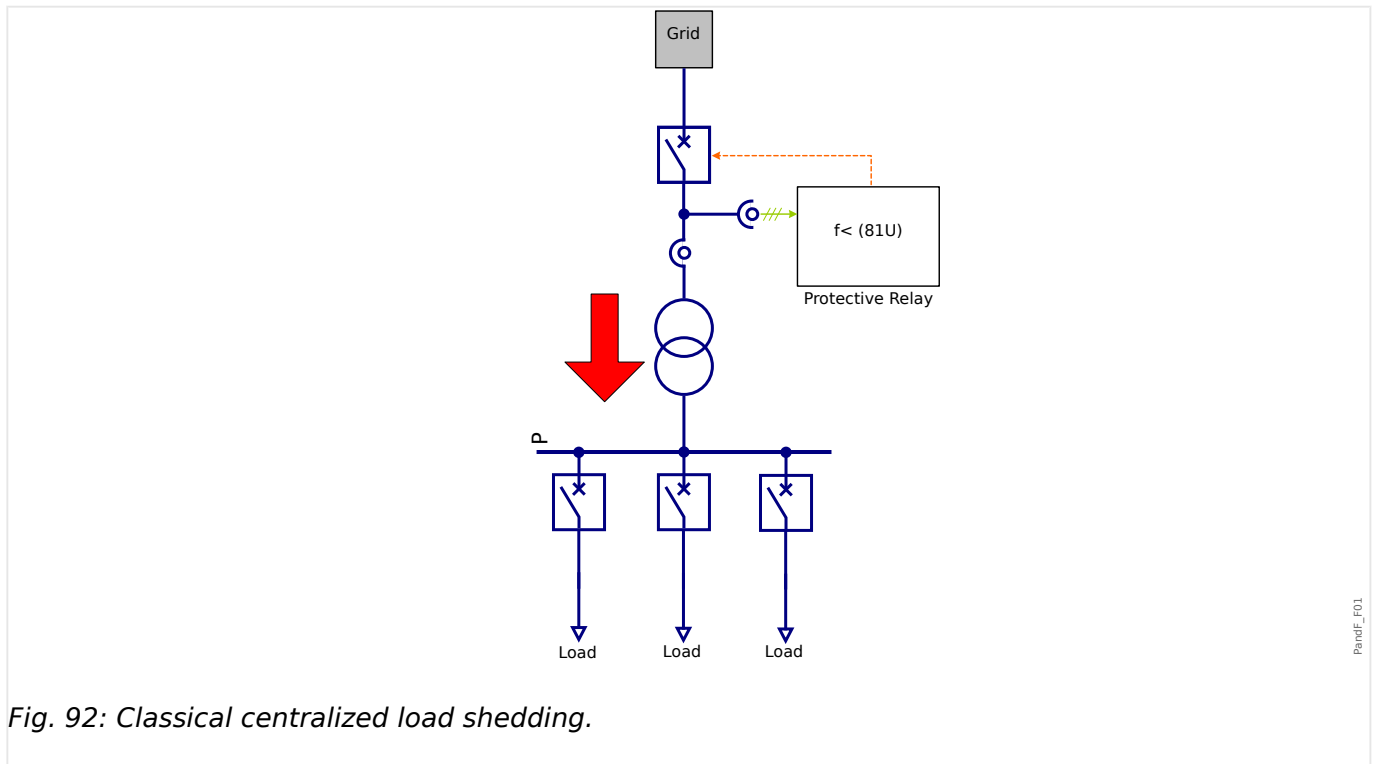 Grid
f< (81U)
Protective Relay
P
Load
Load
Load
PandF_F01
Fig. 92: Classical centralized load shedding.